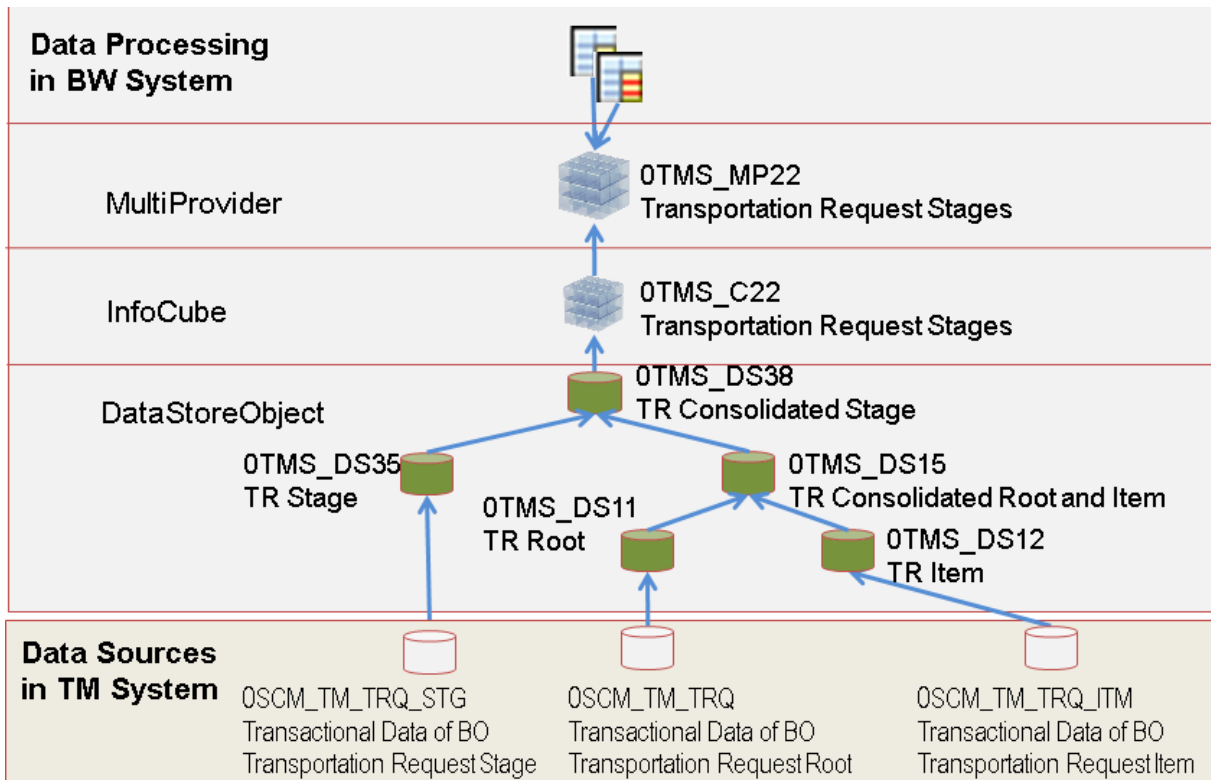 Data Processing
in BW System
MultiProvider
0TMS_MP22
Transportation Request Stages
InfoCube
0TMS_C22
Transportation Request Stages
DataStoreObject
0TMS_DS38
TR Consolidated Stage
0TMS_DS35
TR Stage
0TMS_DS15
TR Consolidated Root and Item
0TMS_DS11
TR Root
0TMS_DS12
TR Item
Data Sources
in TM System
0SCM_TM_TRQ_STG
Transactional Data of BO
Transportation Request Stage
0SCM_TM_TRQ
Transactional Data of BO
Transportation Request Root
0SCM_TM_TRQ_ITM
Transactional Data of BO
Transportation Request Item